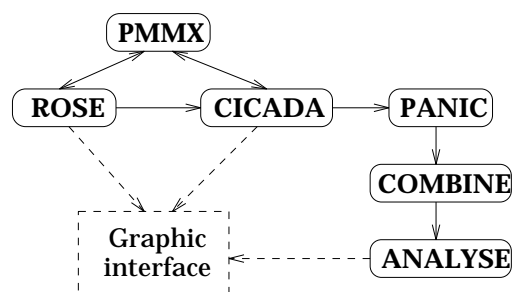 PMMX
ROSE
CICADA
PANIC
COMBINE
Graphic
interface
ANALYSE